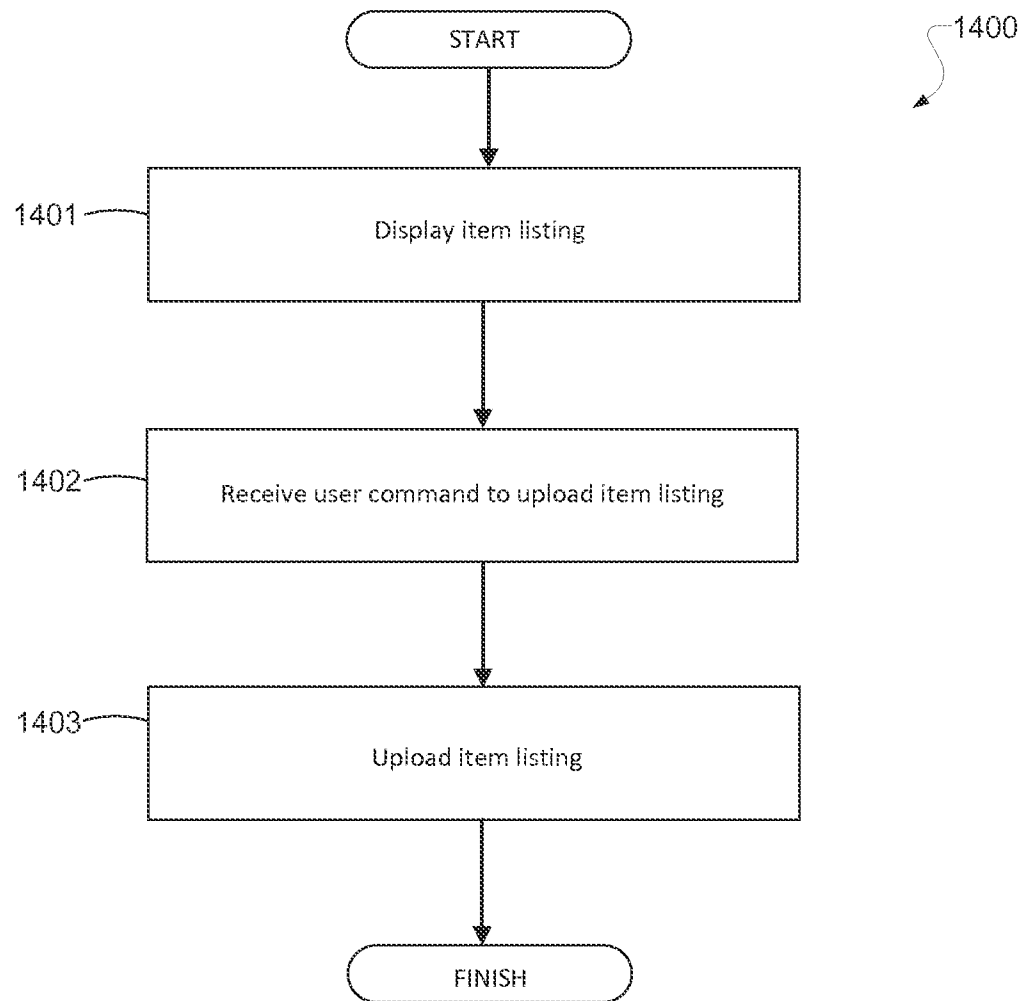 START
1400
1401
Display item listing
1402
Receive user command to upload item listing
1403
Upload item listing
FINISH